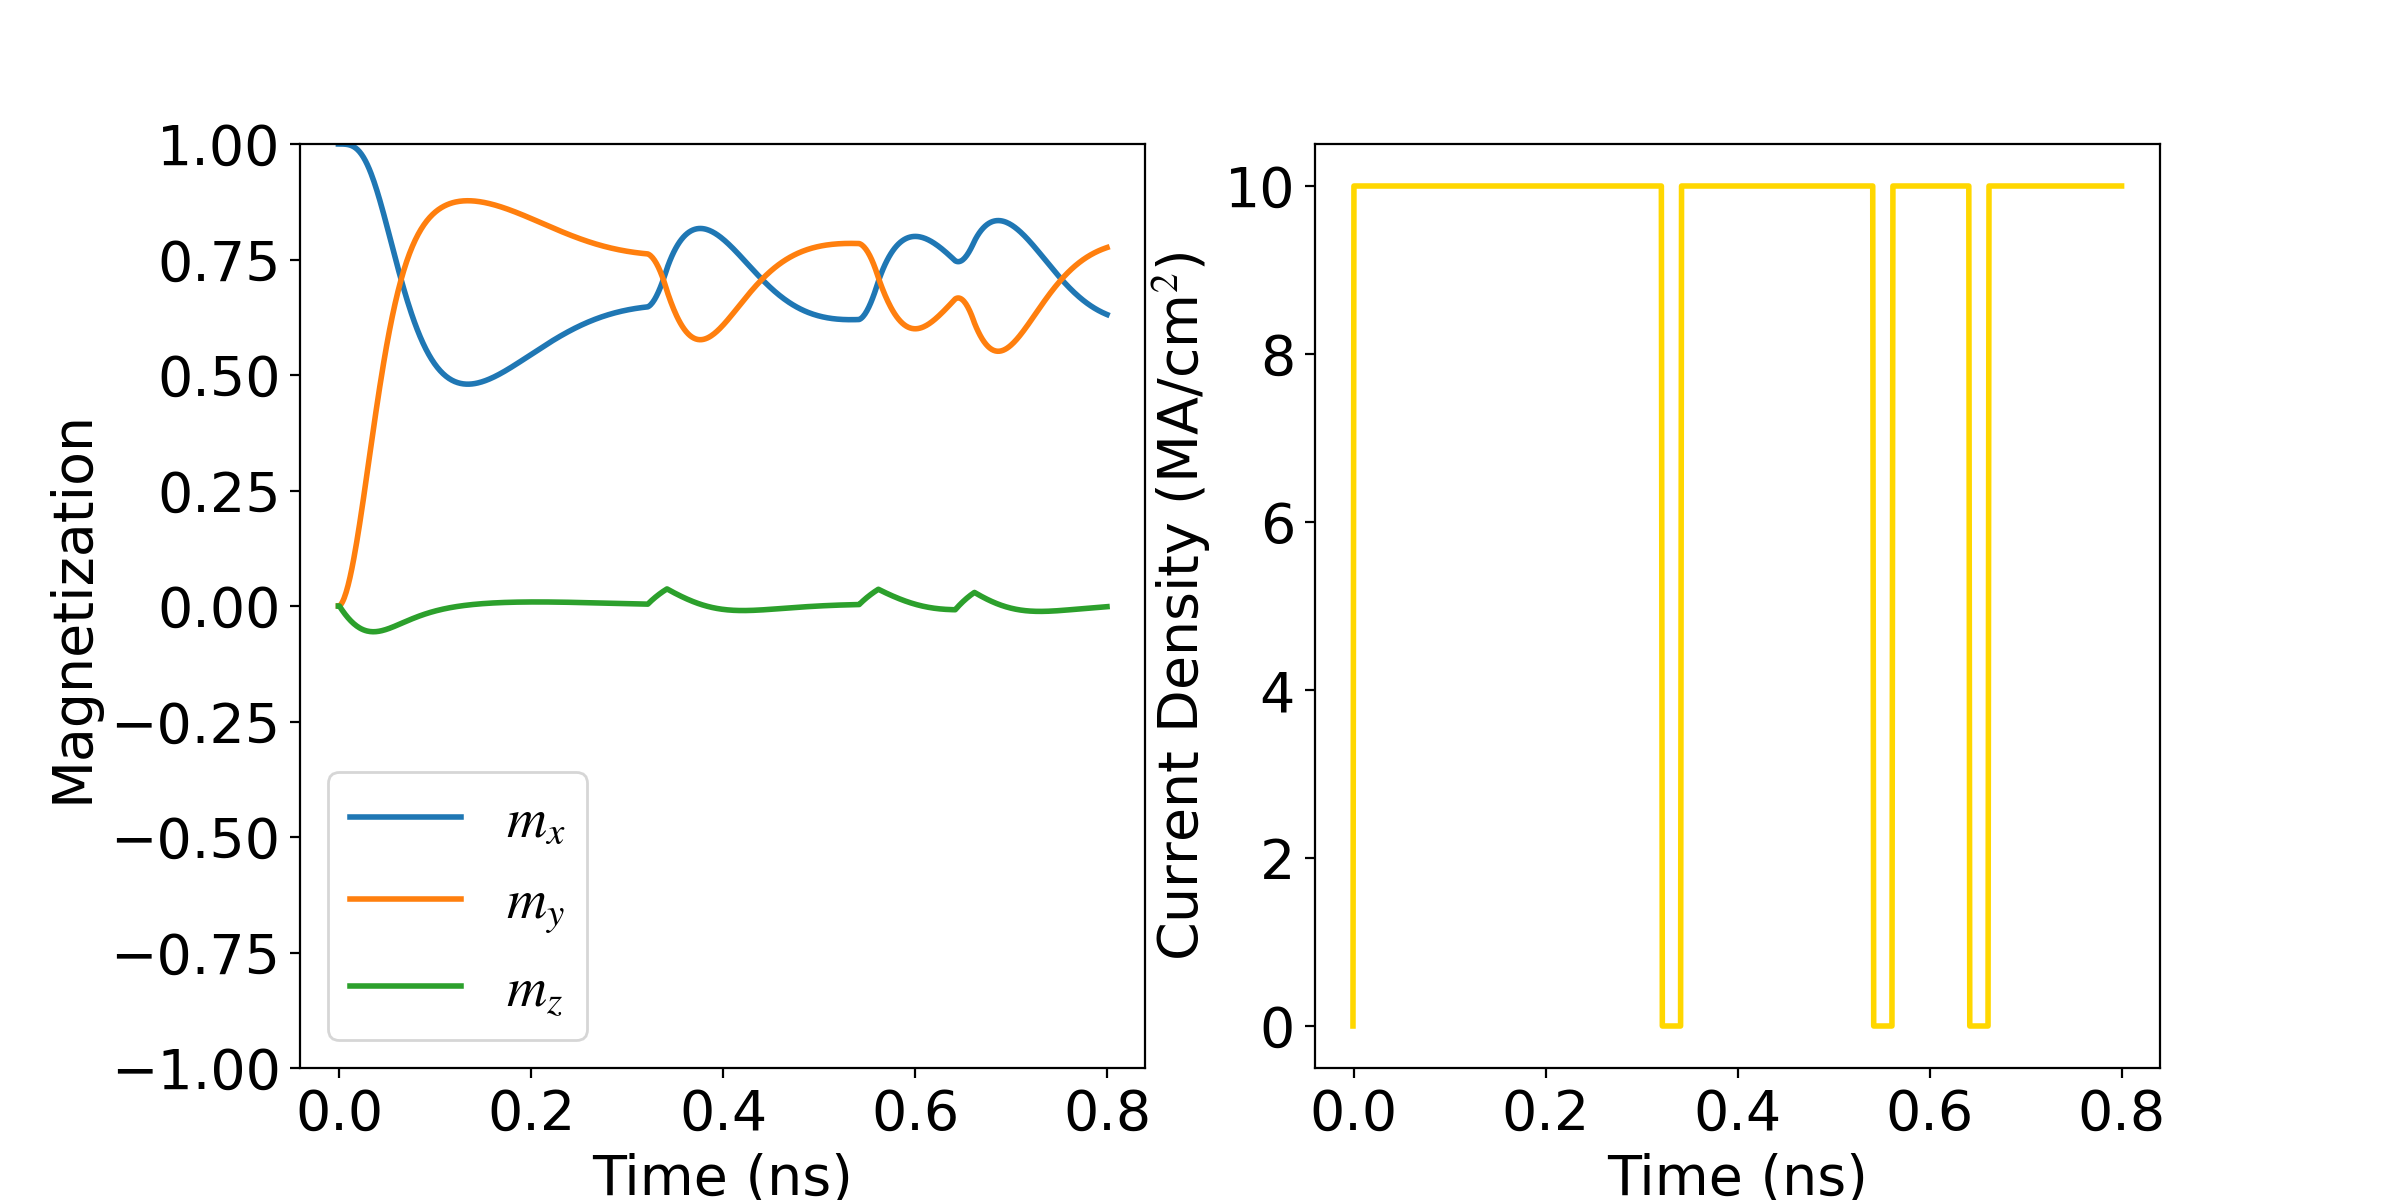 Magnetization
1.00
0.75
0.50
0.25
0.00
−0.25
−0.50
−0.75
−1.00
m_x
m_y
m_z
0.0 0.2 0.4 0.6 0.8
Time (ns)
Current Density (MA/cm²)
10
8
6
4
2
0
0.0 0.2 0.4 0.6 0.8
Time (ns)